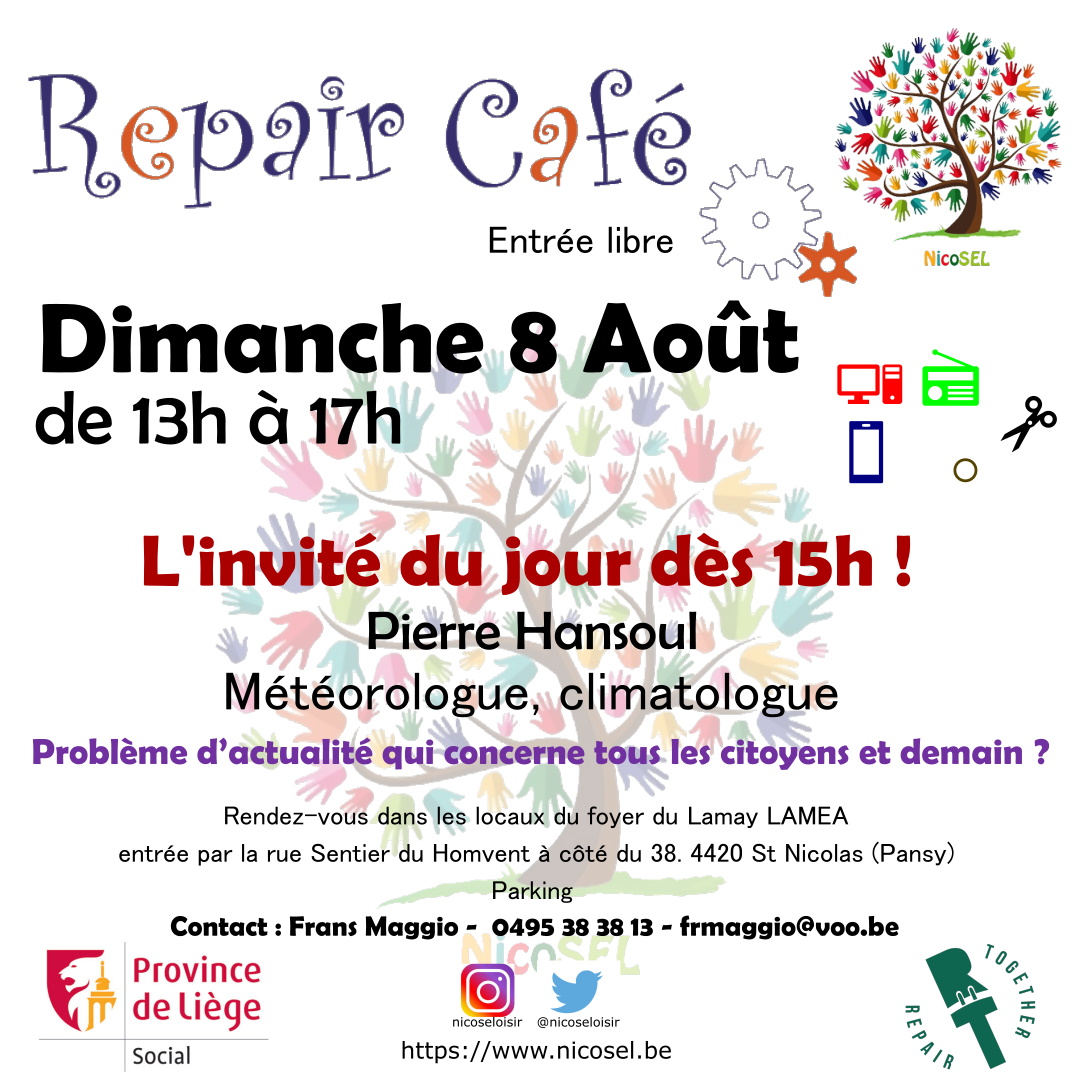 Repair Café
NicoSEL
Entrée libre
Dimanche 8 Août
de 13h à 17h
L'invité du jour dès 15h !
Pierre Hansoul
Météorologue, climatologue
Problème d’actualité qui concerne tous les citoyens et demain ?
Rendez-vous dans les locaux du foyer du Lamay LAMEA
entrée par la rue Sentier du Homvent à côté du 38. 4420 St Nicolas (Pansy)
Parking
Contact : Frans Maggio - 0495 38 38 13 - frmaggio@voo.be
NicoSEL
Province
de Liège
Social
nicoseloisir @nicoseloisir
https://www.nicosel.be
RT
TOGETHER
REPAIR